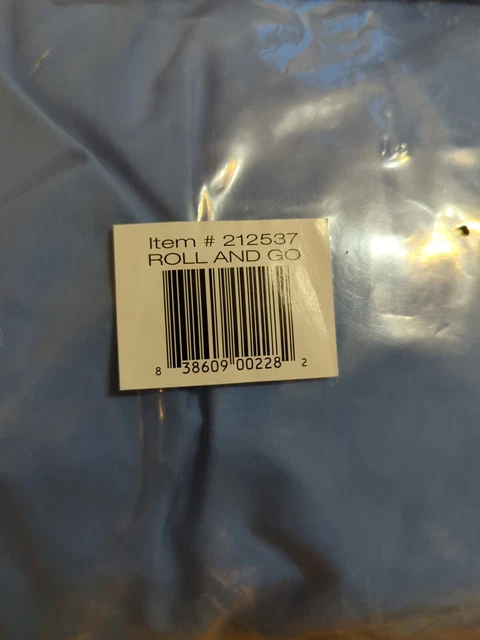 Item # 212537
ROLL AND GO
8 38609 00228 2